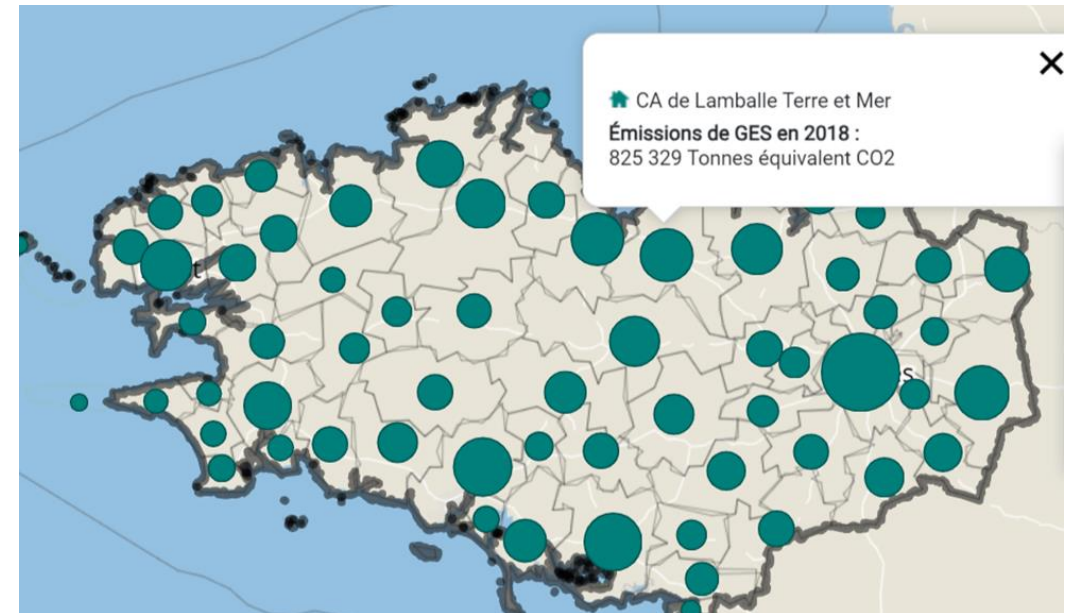 CA de Lamballe Terre et Mer
Émissions de GES en 2018 :
825 329 Tonnes équivalent CO2